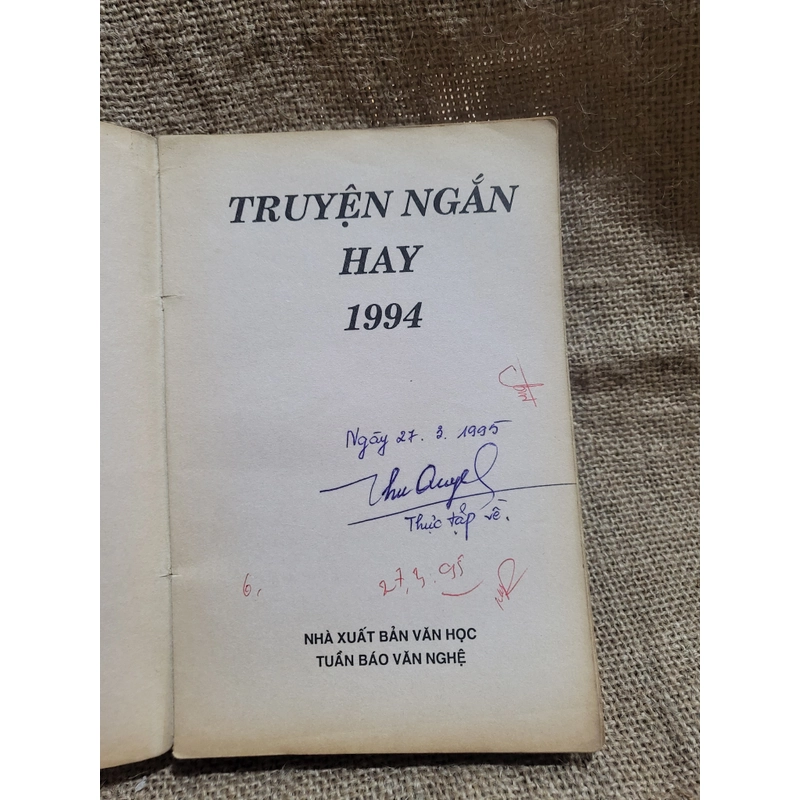 TRUYỆN NGẮN
HAY
1994
Ngày 27. 3. 1995
Thu Quyê
Thực tập về.
6.
27.3.95
NHÀ XUẤT BẢN VĂN HỌC
TUẦN BÁO VĂN NGHỆ